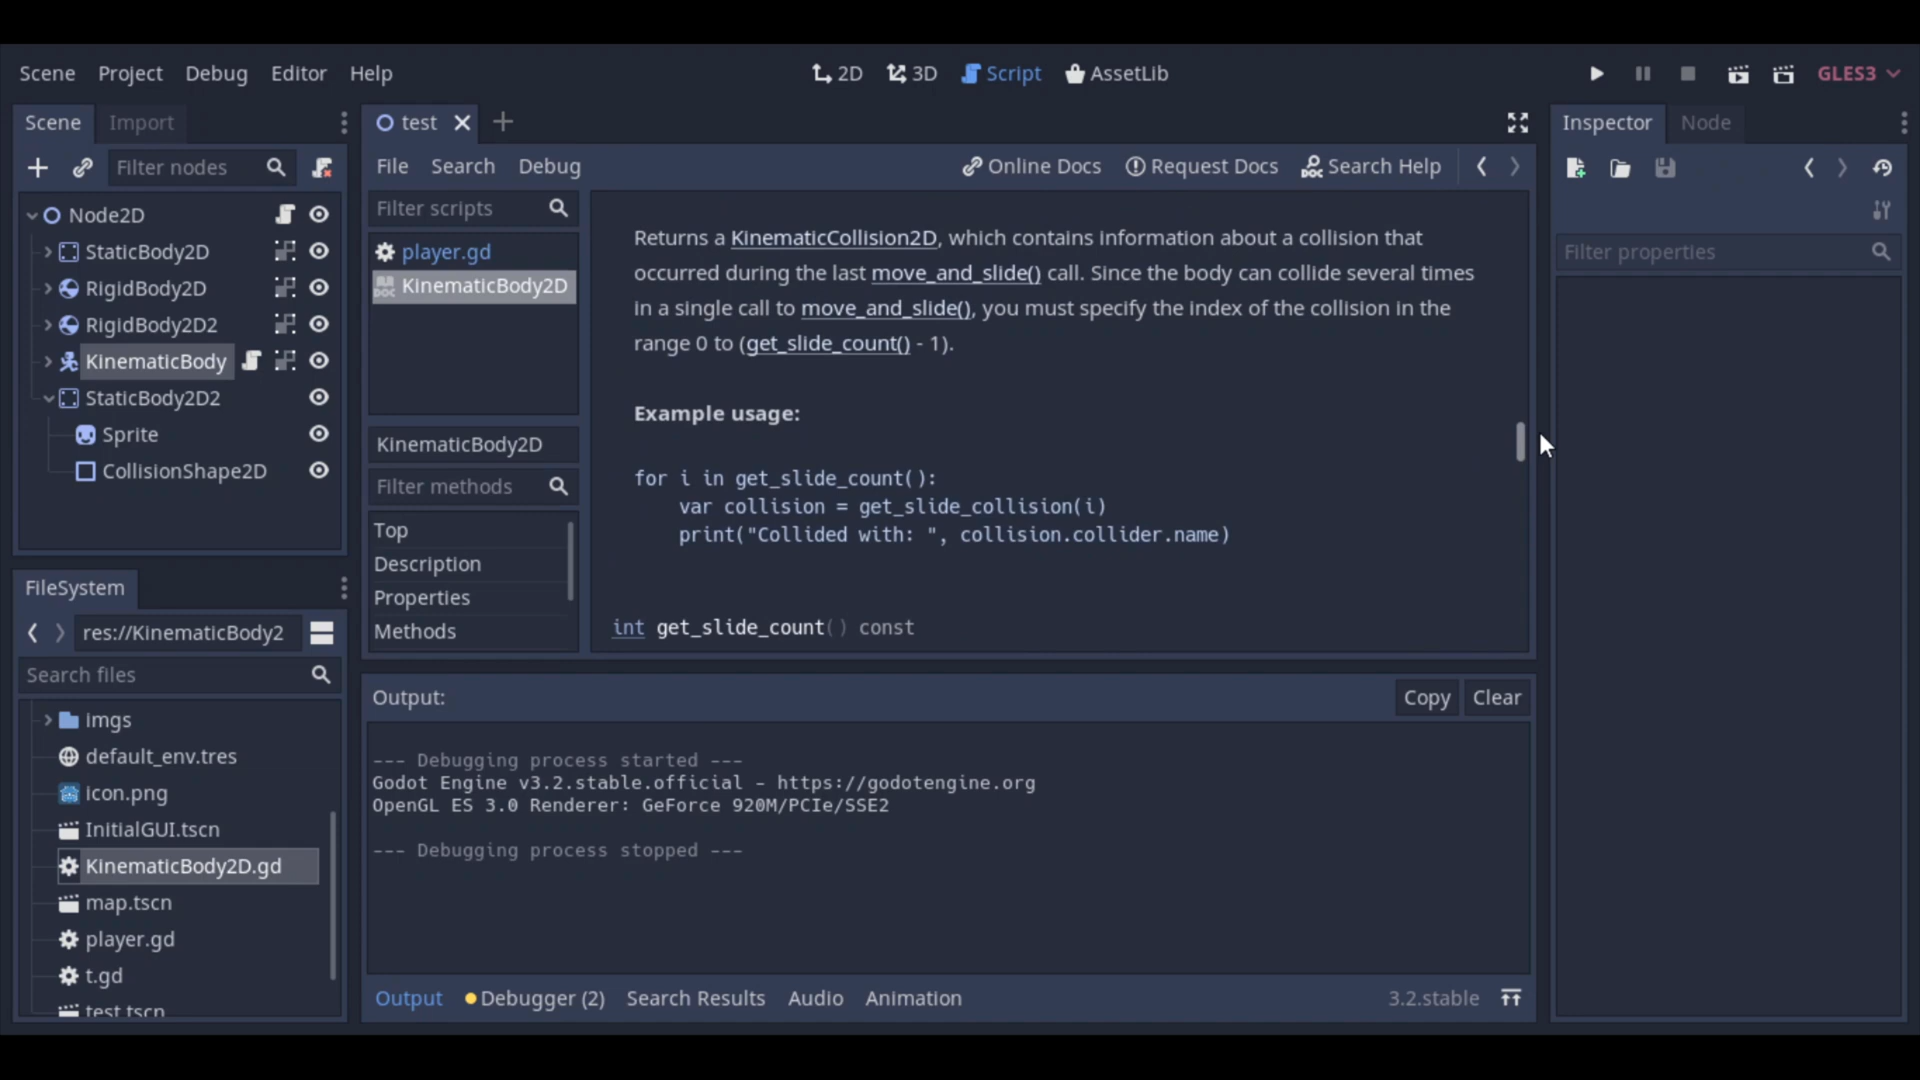 Scene Project Debug Editor Help
2D 3D Script AssetLib
GLES3
Scene Import
Filter nodes
Node2D
StaticBody2D
RigidBody2D
RigidBody2D2
KinematicBody
StaticBody2D2
Sprite
CollisionShape2D
FileSystem
res://KinematicBody2
Search files
imgs
default_env.tres
icon.png
InitialGUI.tscn
KinematicBody2D.gd
map.tscn
player.gd
t.gd
test.tscn
test
File Search Debug
Online Docs Request Docs Search Help
Filter scripts
player.gd
KinematicBody2D
KinematicBody2D
Filter methods
Top
Description
Properties
Methods
Returns a KinematicCollision2D, which contains information about a collision that
occurred during the last move_and_slide() call. Since the body can collide several times
in a single call to move_and_slide(), you must specify the index of the collision in the
range 0 to (get_slide_count() - 1).
Example usage:
for i in get_slide_count():
var collision = get_slide_collision(i)
print("Collided with: ", collision.collider.name)
int get_slide_count() const
Output:
Copy Clear
--- Debugging process started ---
Godot Engine v3.2.stable.official - https://godotengine.org
OpenGL ES 3.0 Renderer: GeForce 920M/PCIe/SSE2
--- Debugging process stopped ---
Output Debugger (2) Search Results Audio Animation
3.2.stable
Inspector Node
Filter properties